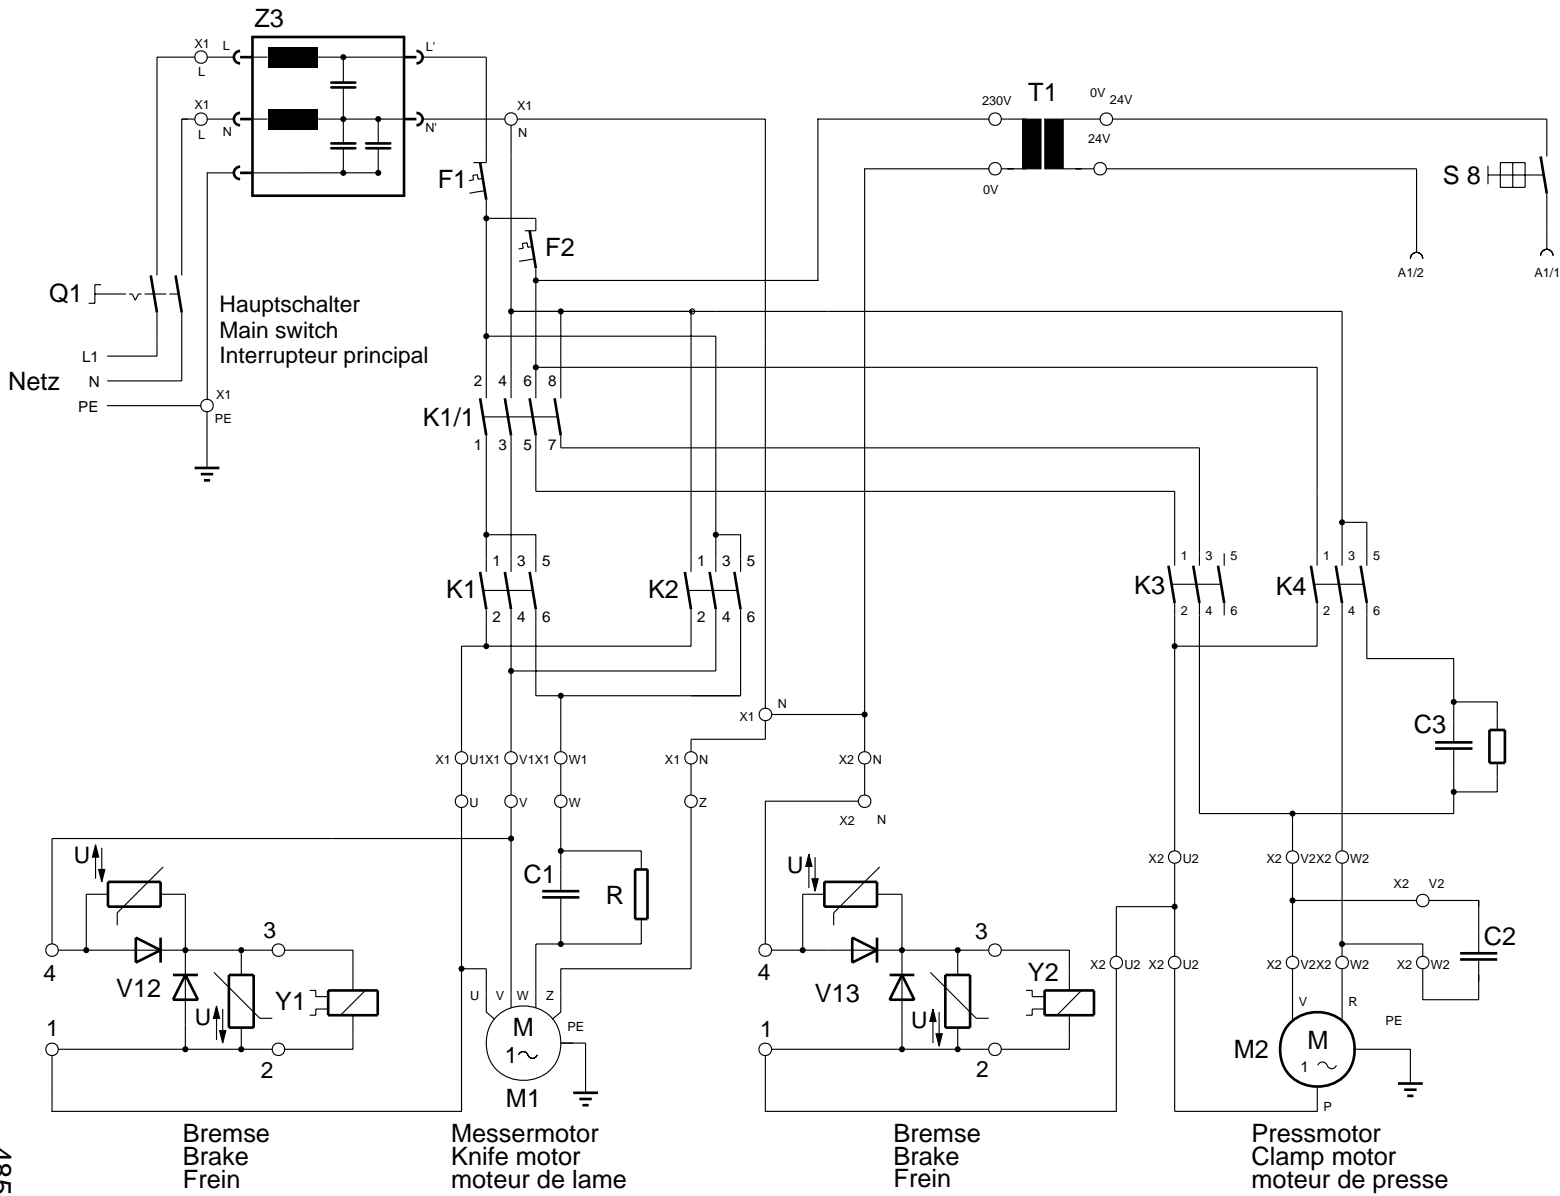 Z3
X1 L L'
L
X1
L N N'
X1
N
230V T1 0V 24V
24V
0V
F1
S 8
F2
A1/2 A1/1
Q1
Hauptschalter
Main switch
Interrupteur principal
L1
Netz N
PE
X1
PE
2 4 6 8
K1/1
1 3 5 7
1 3 5
K1
2 4 6
1 3 5
K2
2 4 6
1 3 5
K3
2 4 6
1 3 5
K4
2 4 6
X1 N
C3
X1 U1 X1 V1 X1 W1
X1 N
X2 N
U V W Z
X2 N
U
C1
R
U
X2 U2
X2 V2 X2 W2
X2 V2
C2
4
3
V12
U
Y1
1
2
U V W Z
M
1~
PE
M1
4
3
V13
U
Y2
1
2
X2 U2 X2 U2
X2 V2 X2 W2 X2 W2
V R
M2 M
1 ~
PE
P
Bremse
Brake
Frein
Messermotor
Knife motor
moteur de lame
Bremse
Brake
Frein
Pressmotor
Clamp motor
moteur de presse